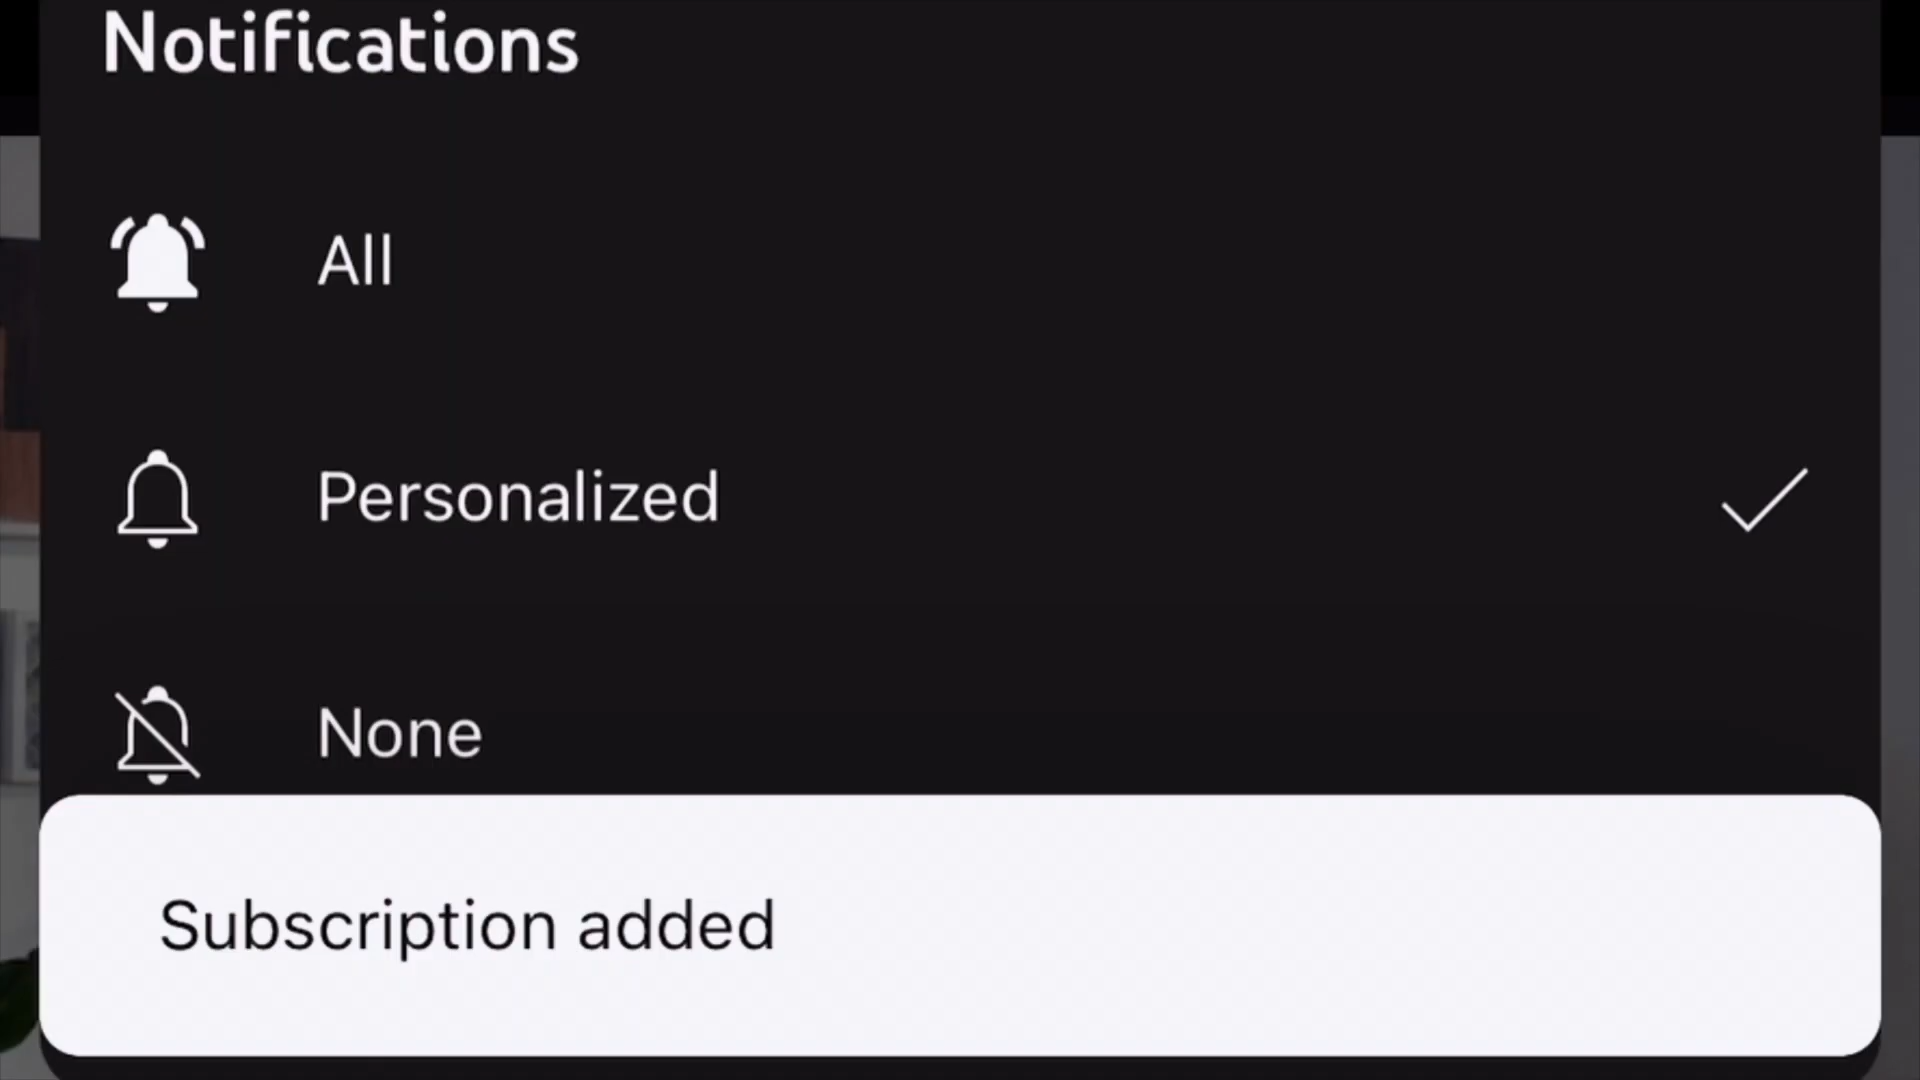 Notifications
All
Personalized
None
Subscription added